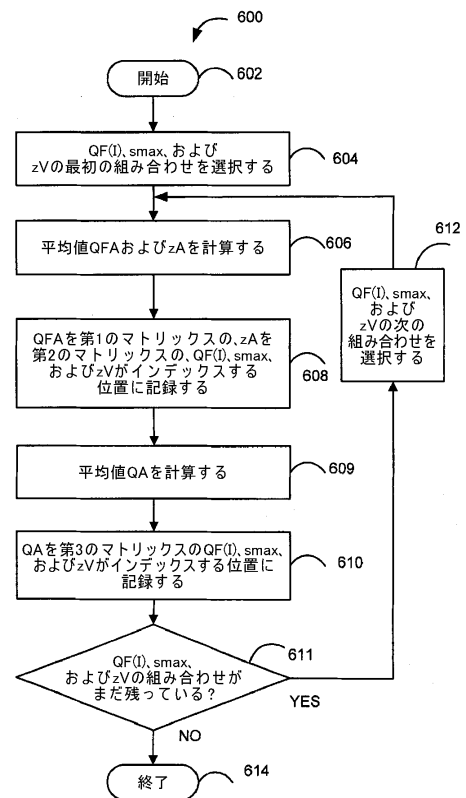 600
開始
602
QF(I)、smax、および
zVの最初の組み合わせを選択する
604
平均値QFAおよびzAを計算する
606
612
QF(I)、smax、
および
zVの次の
組み合わせを
選択する
QFAを第1のマトリックスの、zAを
第2のマトリックスの、QF(I)、smax、
およびzVがインデックスする
位置に記録する
608
平均値QAを計算する
609
QAを第3のマトリックスのQF(I)、smax、
およびzVがインデックスする位置に
記録する
610
QF(I)、smax、
およびzVの組み合わせが
まだ残っている?
611
YES
NO
終了
614